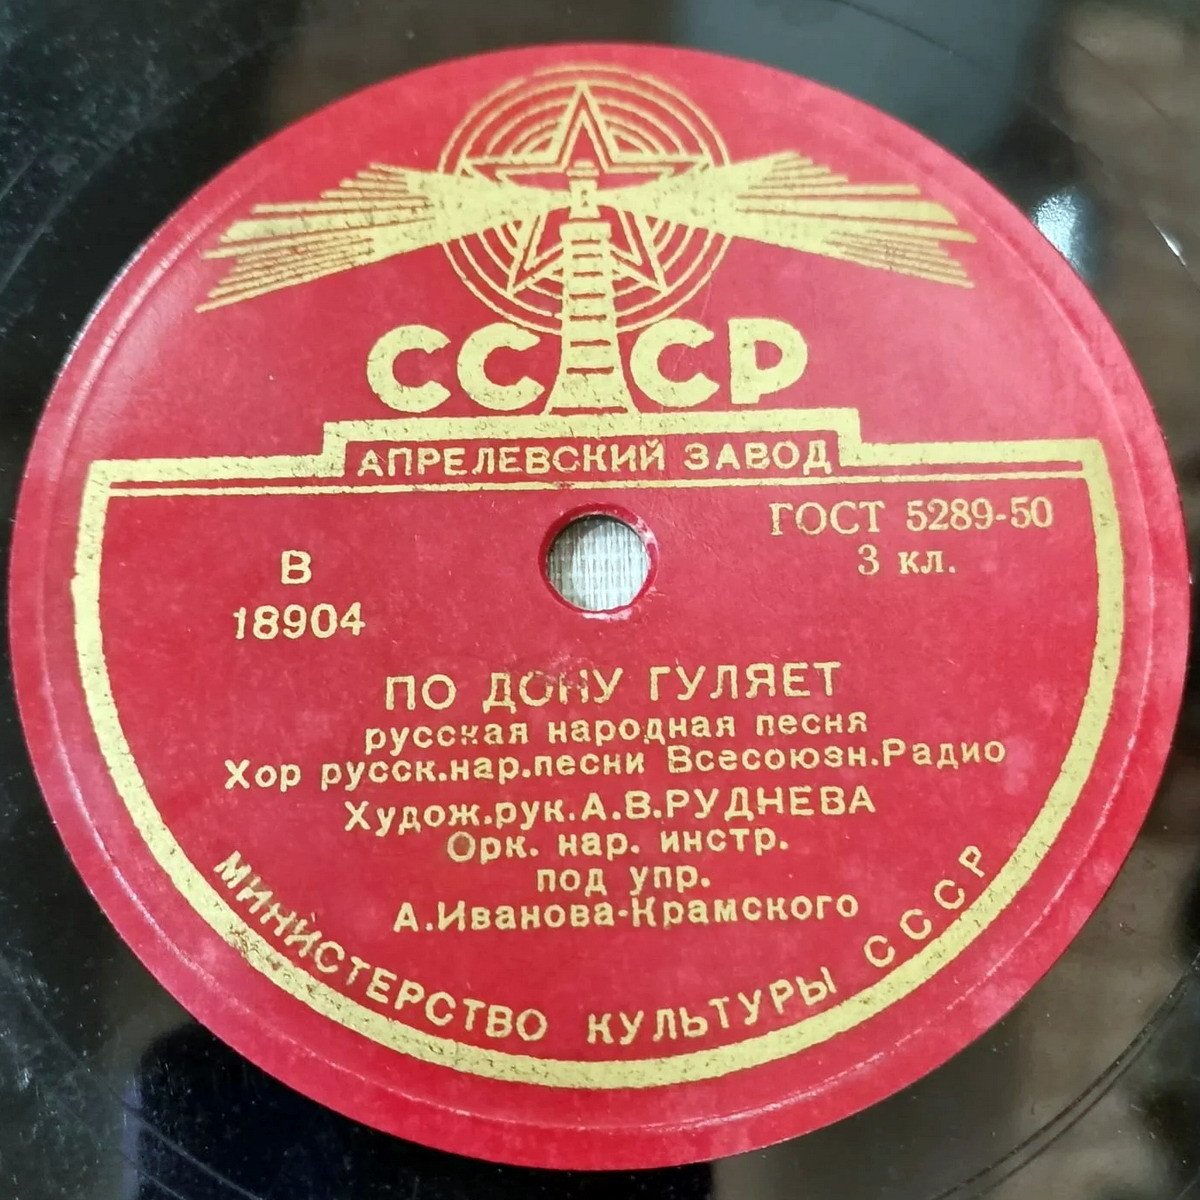 СССР
АПРЕЛЕВСКИЙ ЗАВОД
ГОСТ 5289-50
3 кл.
В
18904
ПО ДОНУ ГУЛЯЕТ
русская народная песня
Хор русск.нар.песни Всесоюзн.Радио
Худож.рук.А.В.РУДНЕВА
Орк. нар. инстр.
под упр.
А.Иванова-Крамского
МИНИСТЕРСТВО КУЛЬТУРЫ СССР